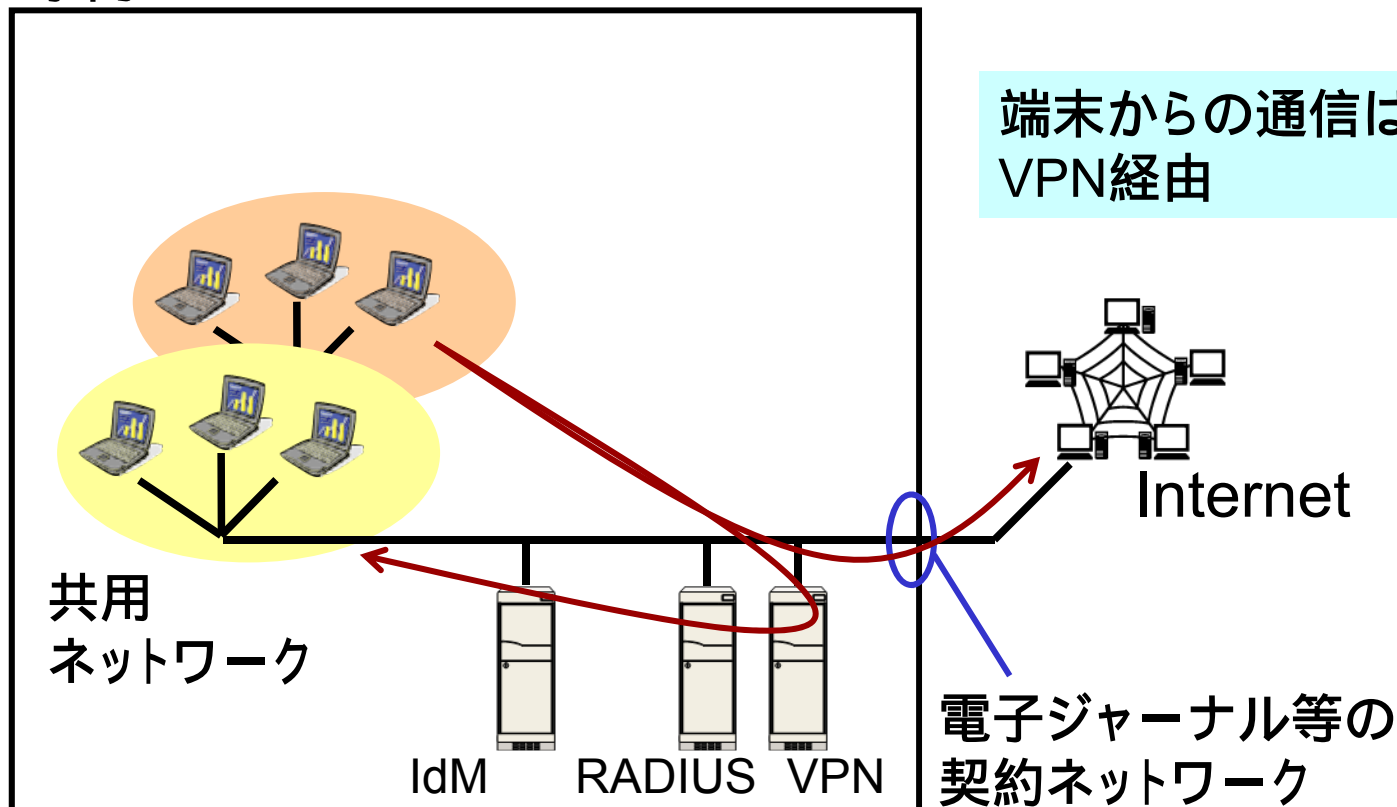 端末からの通信は
VPN経由
Internet
共用
ネットワーク
IdM
RADIUS
VPN
電子ジャーナル等の
契約ネットワーク